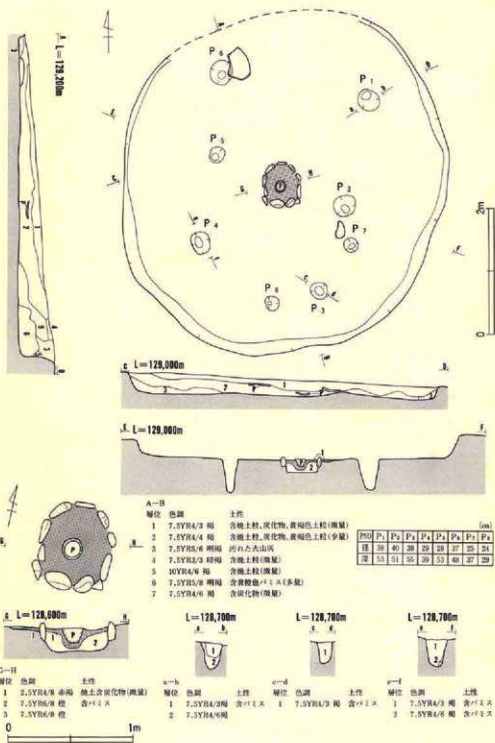 P6
P1
L=129,200m
A
P5
G
H
P2
P4
P7
P8
P3
2m
C L=129,000m D
E L=129,000m F
A—B
層位 色調 土性
1 7.5YR4/3 褐 含焼土粒、炭化物、黄褐色土粒(微量)
2 7.5YR4/4 褐 含焼土粒、炭化物、黄褐色土粒(少量)
3 7.5YR5/6 明褐 汚れた火山灰
4 7.5YR3/3 暗褐 含焼土粒(微量)
5 10YR4/6 褐 含焼土粒(微量)
6 7.5YR5/8 明褐 含黄橙色パミス(多量)
7 7.5YR4/6 褐 含炭化物(微量)
(cm)
PNO P1 P2 P3 P4 P5 P6 P7 P8
径 38 40 38 29 28 37 25 24
深 53 51 55 39 53 48 37 29
G L=128,600m H
L=128,700m
a b
L=128,700m
c d
L=128,700m
e f
G—H
層位 色調 土性
1 2.5YR4/8 赤褐 焼土含炭化物(微量)
2 7.5YR6/8 橙 含パミス
3 7.5YR6/8 橙
a—b
層位 色調 土性
1 7.5YR4/3褐 含パミス
2 7.5YR4/6褐
c—d
層位 色調 土性
1 7.5YR4/3 褐 含パミス
e—f
層位 色調 土性
1 7.5YR4/3 褐 含パミス
2 7.5YR4/6 褐 含パミス
0 1m